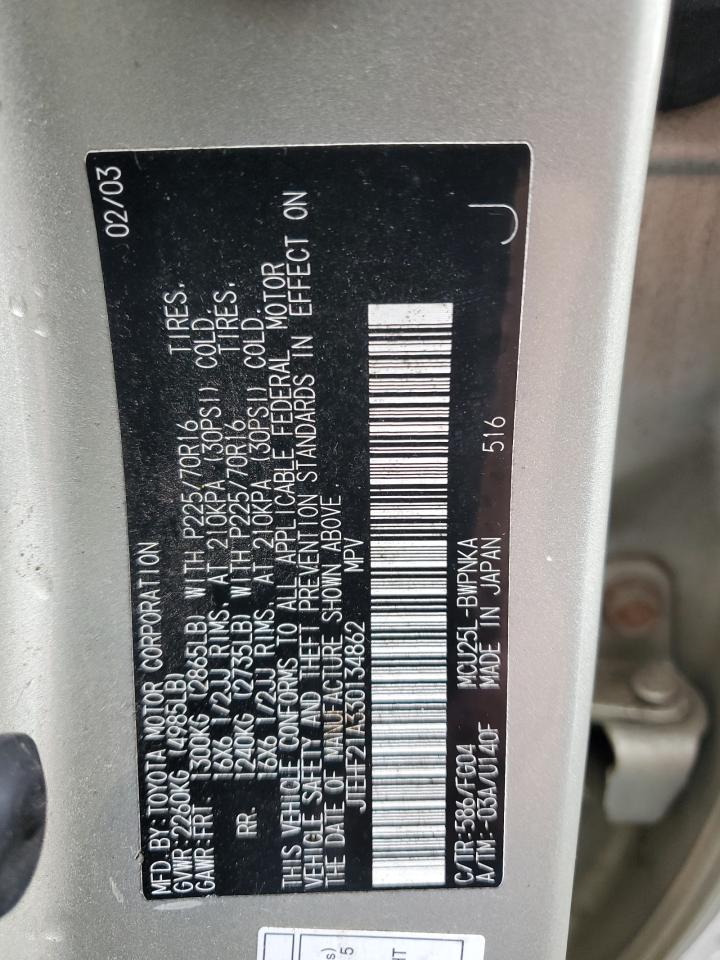 MFD.BY:TOYOTA MOTOR CORPORATION 02/03
GVWR:2260KG (4985LB)
GAWR:FRT. 1300KG (2865LB) WITH P225/70R16 TIRES.
16X6 1/2JJ RIMS, AT 210KPA (30PSI) COLD.
RR. 1240KG (2735LB) WITH P225/70R16 TIRES.
16X6 1/2JJ RIMS, AT 210KPA (30PSI) COLD.
THIS VEHICLE CONFORMS TO ALL APPLICABLE FEDERAL MOTOR
VEHICLE SAFETY AND THEFT PREVENTION STANDARDS IN EFFECT ON
THE DATE OF MANUFACTURE SHOWN ABOVE.
JTEHF21A330134862 MPV
C/TR:586/FG04 MCU25L-BWPNKA
A/TM:-03A/U140F MADE IN JAPAN 516
J
s)
5
HT